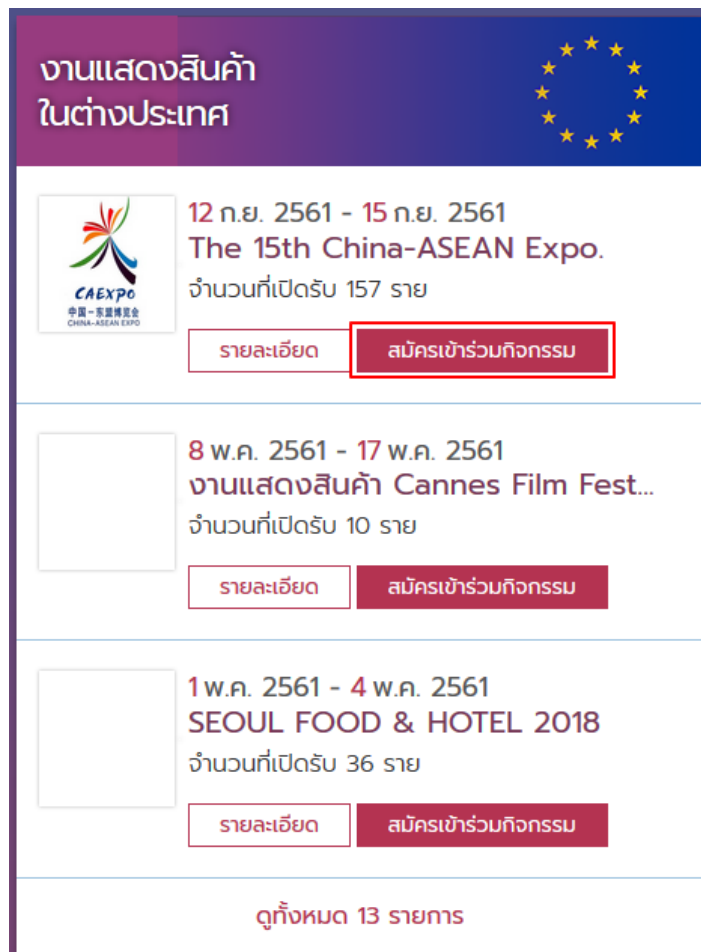 งานแสดงสินค้า
ในต่างประเทศ
12 ก.ย. 2561 - 15 ก.ย. 2561
The 15th China-ASEAN Expo.
จำนวนที่เปิดรับ 157 ราย
CAEXPO
中国-东盟博览会
CHINA-ASEAN EXPO
รายละเอียด สมัครเข้าร่วมกิจกรรม
8 พ.ค. 2561 - 17 พ.ค. 2561
งานแสดงสินค้า Cannes Film Fest...
จำนวนที่เปิดรับ 10 ราย
รายละเอียด สมัครเข้าร่วมกิจกรรม
1 พ.ค. 2561 - 4 พ.ค. 2561
SEOUL FOOD & HOTEL 2018
จำนวนที่เปิดรับ 36 ราย
รายละเอียด สมัครเข้าร่วมกิจกรรม
ดูทั้งหมด 13 รายการ